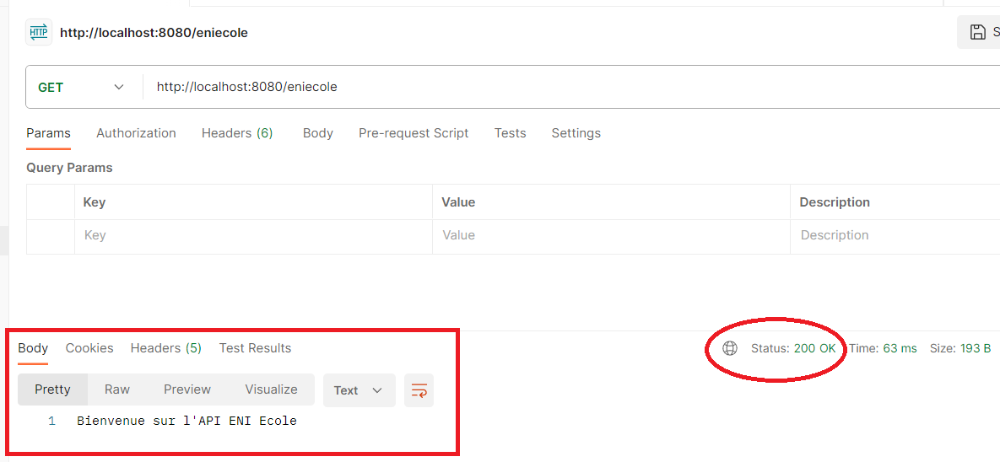 HTTP http://localhost:8080/eniecole
S
GET http://localhost:8080/eniecole
Params Authorization Headers (6) Body Pre-request Script Tests Settings
Query Params
Key Value Description
Key Value Description
Body Cookies Headers (5) Test Results Status: 200 OK Time: 63 ms Size: 193 B
Pretty Raw Preview Visualize Text
1 Bienvenue sur l'API ENI Ecole